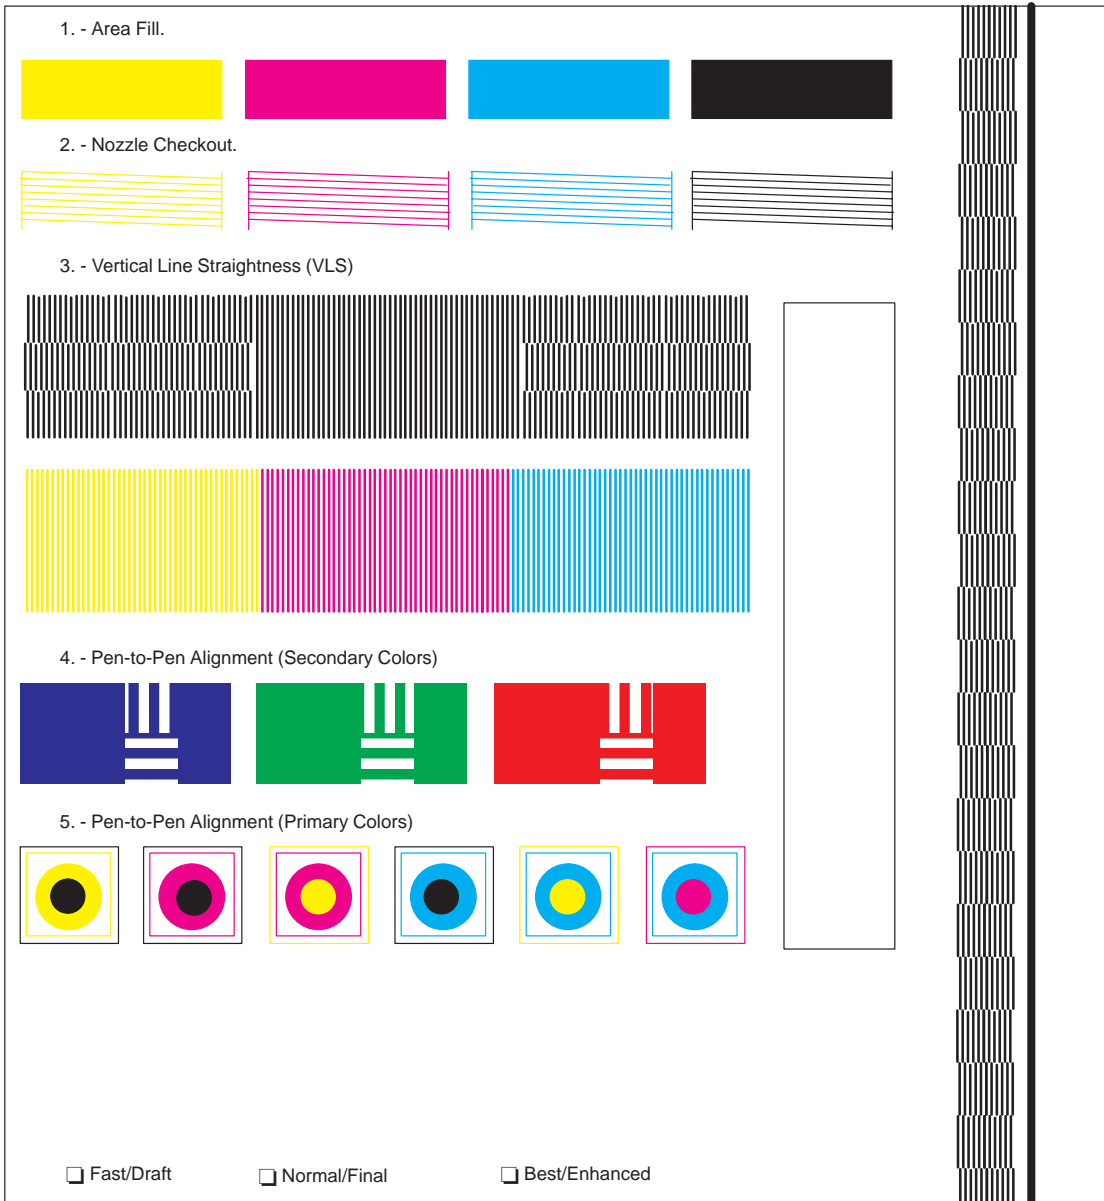 1. - Area Fill.
2. - Nozzle Checkout.
3. - Vertical Line Straightness (VLS)
4. - Pen-to-Pen Alignment (Secondary Colors)
5. - Pen-to-Pen Alignment (Primary Colors)
❏ Fast/Draft ❏ Normal/Final ❏ Best/Enhanced